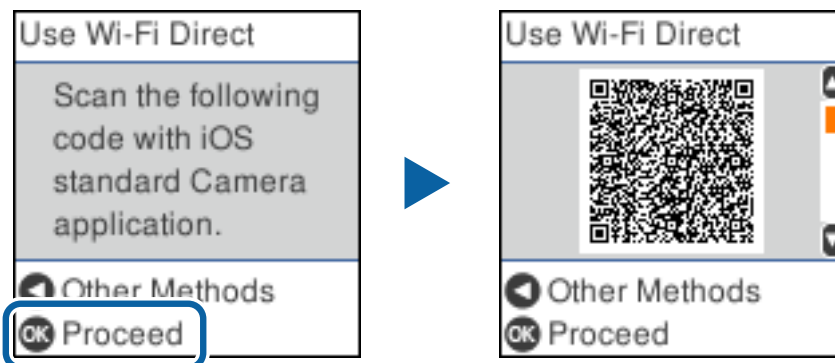 Use Wi-Fi Direct
Scan the following
code with iOS
standard Camera
application.
Other Methods
OK Proceed
Use Wi-Fi Direct
Other Methods
OK Proceed